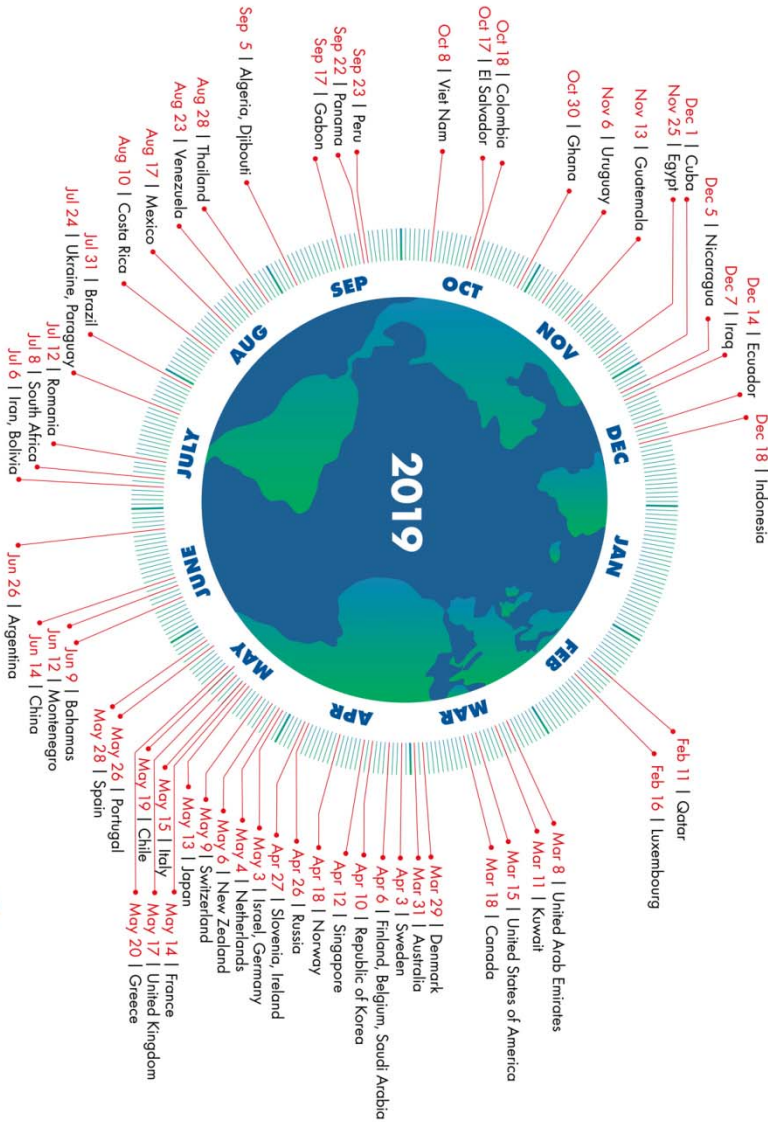 2019
JAN
FEB
MAR
APR
MAY
JUNE
JULY
AUG
SEP
OCT
NOV
DEC
Feb 11 | Qatar
Feb 16 | Luxembourg
Mar 8 | United Arab Emirates
Mar 11 | Kuwait
Mar 15 | United States of America
Mar 18 | Canada
Mar 29 | Denmark
Mar 31 | Australia
Apr 3 | Sweden
Apr 6 | Finland, Belgium, Saudi Arabia
Apr 10 | Republic of Korea
Apr 12 | Singapore
Apr 18 | Norway
Apr 26 | Russia
Apr 27 | Slovenia, Ireland
May 3 | Israel, Germany
May 4 | Netherlands
May 6 | New Zealand
May 9 | Switzerland
May 13 | Japan
May 14 | France
May 15 | Italy
May 17 | United Kingdom
May 19 | Chile
May 20 | Greece
May 26 | Portugal
May 28 | Spain
Jun 9 | Bahamas
Jun 12 | Montenegro
Jun 14 | China
Jun 26 | Argentina
Jul 6 | Iran, Bolivia
Jul 8 | South Africa
Jul 12 | Romania
Jul 24 | Ukraine, Paraguay
Jul 31 | Brazil
Aug 10 | Costa Rica
Aug 17 | Mexico
Aug 23 | Venezuela
Aug 28 | Thailand
Sep 5 | Algeria, Djibouti
Sep 17 | Gabon
Sep 22 | Panama
Sep 23 | Peru
Oct 8 | Viet Nam
Oct 17 | El Salvador
Oct 18 | Colombia
Oct 30 | Ghana
Nov 6 | Uruguay
Nov 13 | Guatemala
Nov 25 | Egypt
Dec 1 | Cuba
Dec 5 | Nicaragua
Dec 7 | Iraq
Dec 14 | Ecuador
Dec 18 | Indonesia